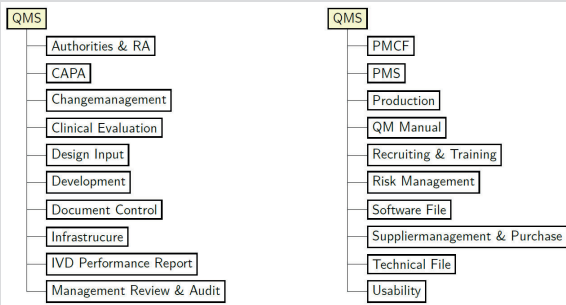 QMS
Authorities & RA
CAPA
Changemanagement
Clinical Evaluation
Design Input
Development
Document Control
Infrastrucure
IVD Performance Report
Management Review & Audit
QMS
PMCF
PMS
Production
QM Manual
Recruiting & Training
Risk Management
Software File
Suppliermanagement & Purchase
Technical File
Usability